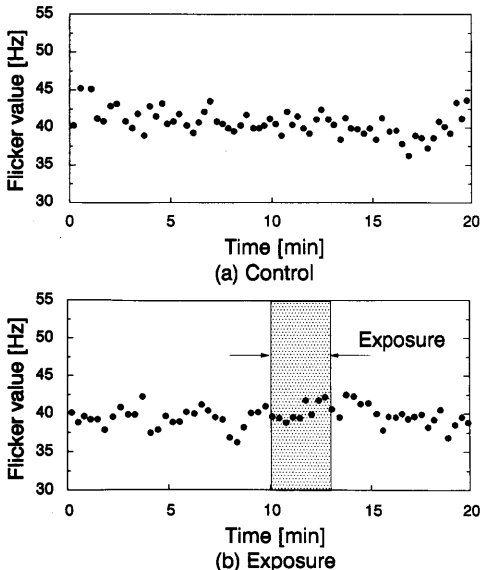 55
50
45
40
35
30
Flicker value [Hz]
0 5 10 15 20
Time [min]
(a) Control
55
50
45
40
35
30
Flicker value [Hz]
Exposure
0 5 10 15 20
Time [min]
(b) Exposure